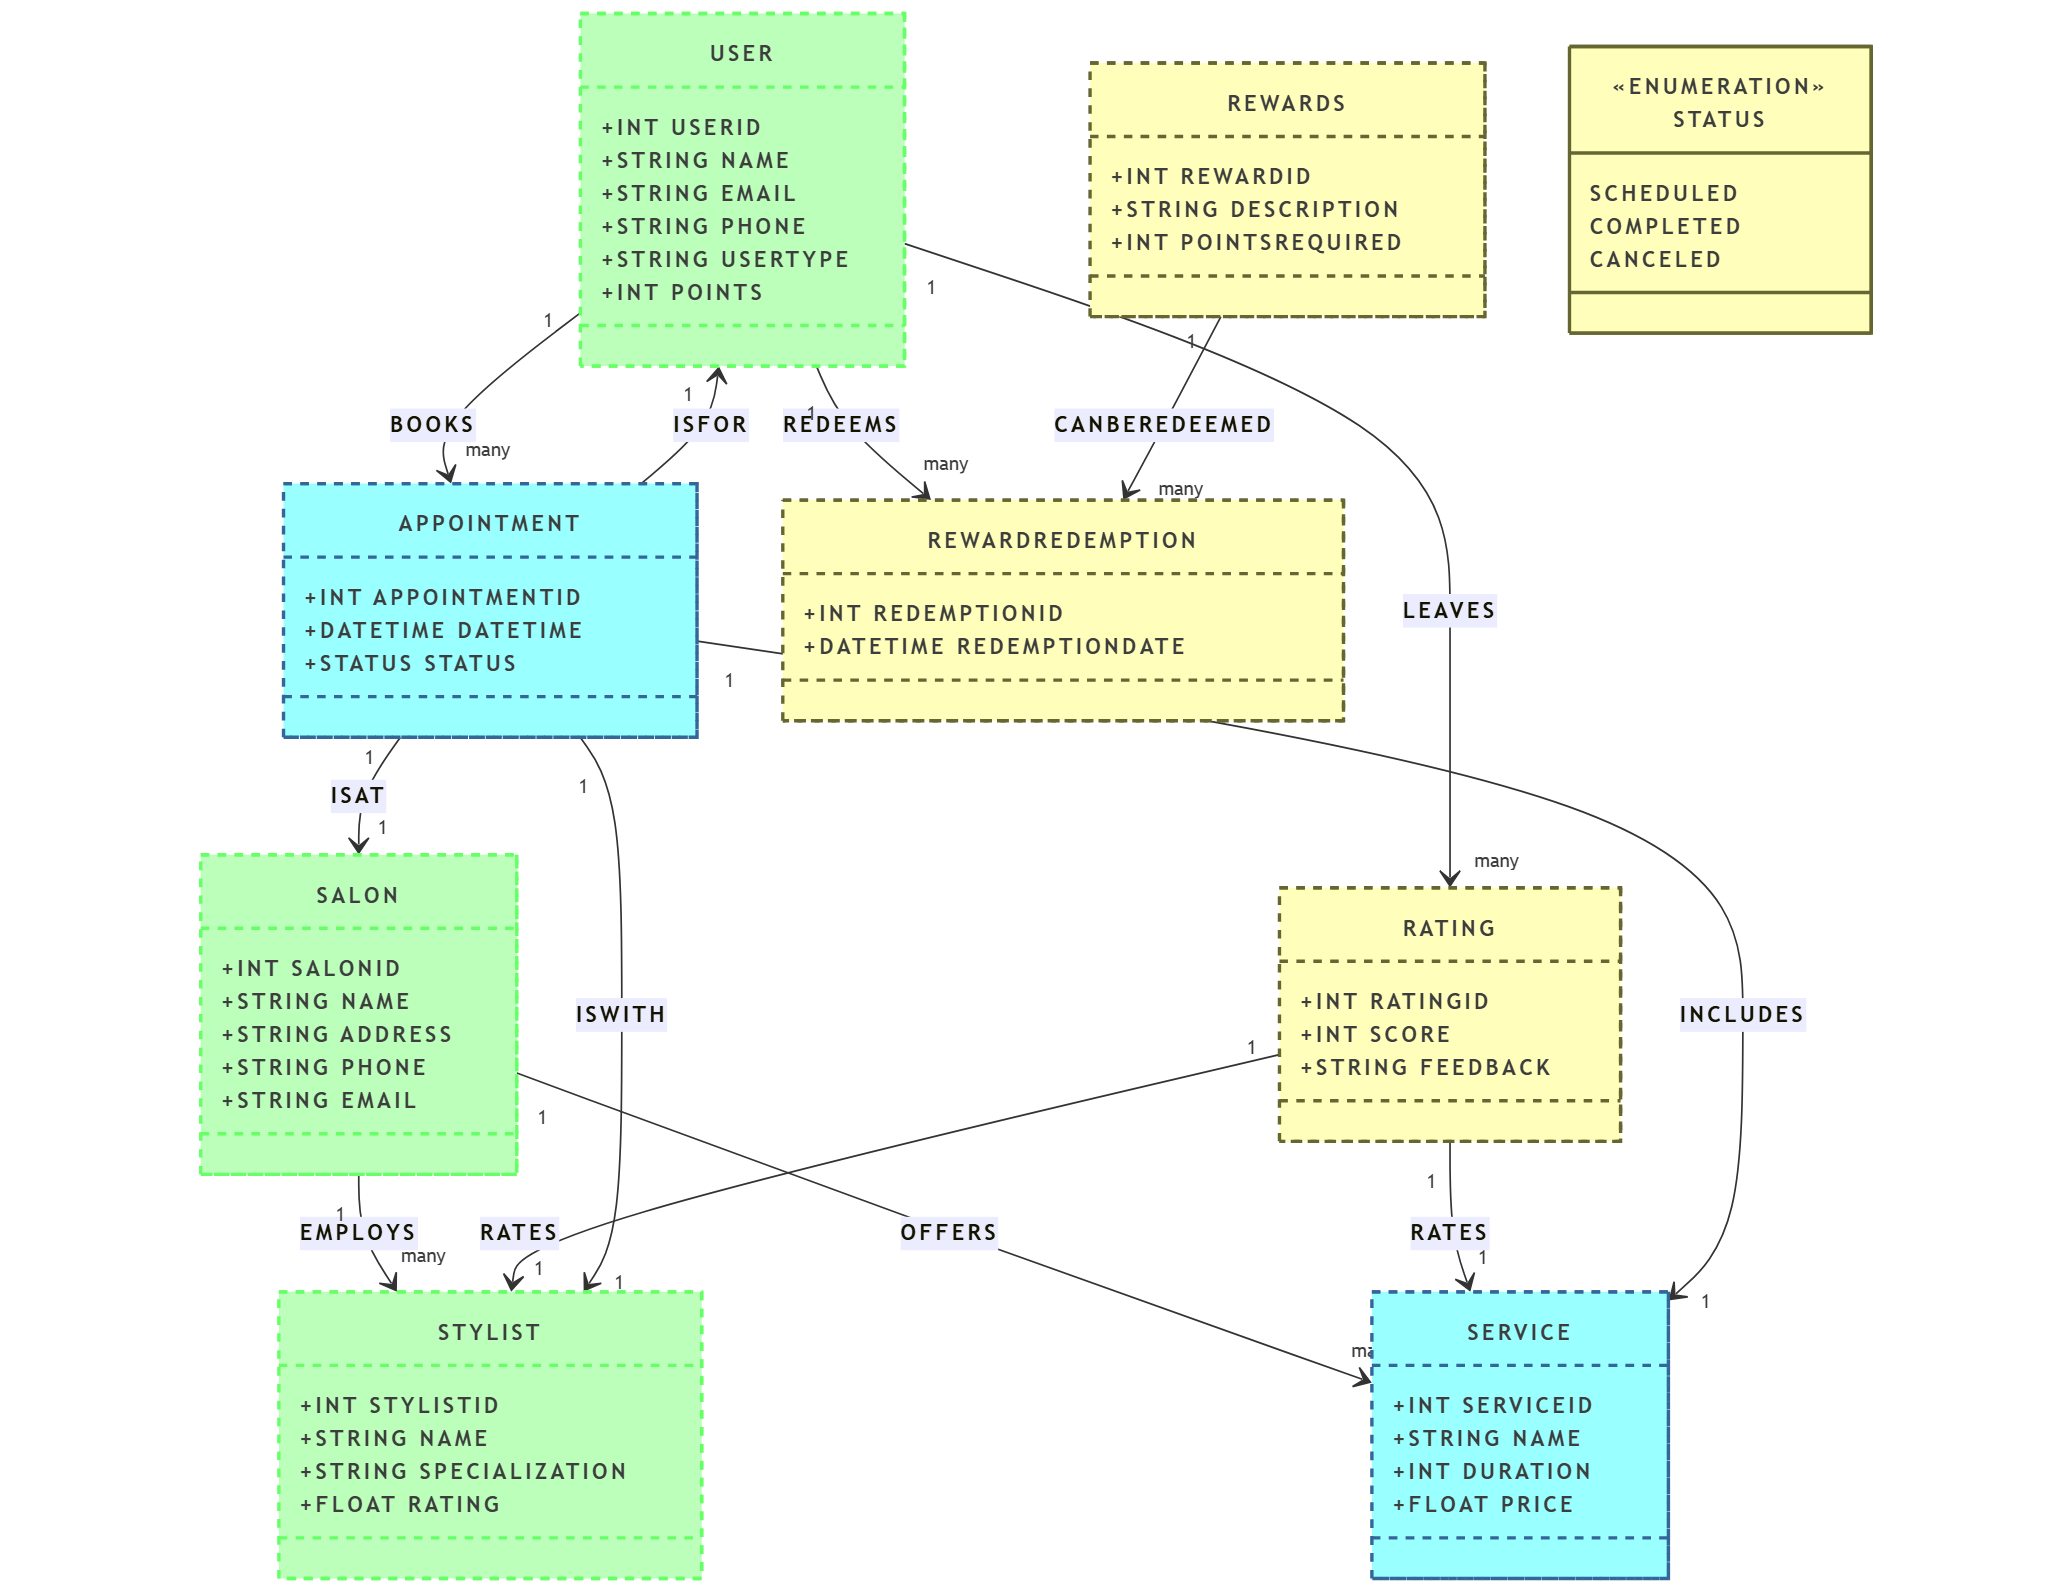 USER
+INT USERID
+STRING NAME
+STRING EMAIL
+STRING PHONE
+STRING USERTYPE
+INT POINTS
REWARDS
+INT REWARDID
+STRING DESCRIPTION
+INT POINTSREQUIRED
«ENUMERATION»
STATUS
SCHEDULED
COMPLETED
CANCELED
1
1
1
1
1
1
BOOKS
ISFOR
REDEEMS
CANBEREDEEMED
many
many
many
APPOINTMENT
+INT APPOINTMENTID
+DATETIME DATETIME
+STATUS STATUS
REWARDREDEMPTION
+INT REDEMPTIONID
+DATETIME REDEMPTIONDATE
LEAVES
1
1
1
ISAT
1
many
SALON
+INT SALONID
+STRING NAME
+STRING ADDRESS
+STRING PHONE
+STRING EMAIL
ISWITH
RATING
+INT RATINGID
+INT SCORE
+STRING FEEDBACK
INCLUDES
1
1
1
1
EMPLOYS
RATES
OFFERS
RATES
many
1
1
1
1
STYLIST
+INT STYLISTID
+STRING NAME
+STRING SPECIALIZATION
+FLOAT RATING
SERVICE
+INT SERVICEID
+STRING NAME
+INT DURATION
+FLOAT PRICE